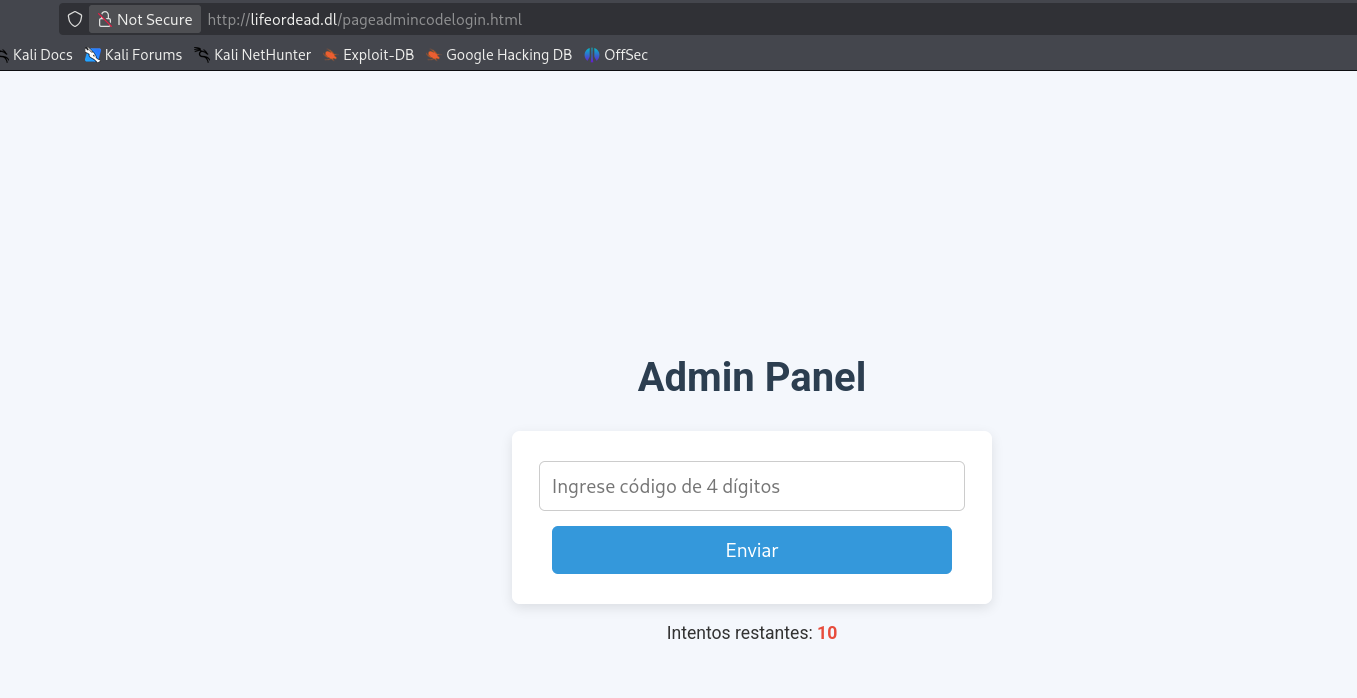 Not Secure http://lifeordead.dl/pageadmincodelogin.html
Kali Docs Kali Forums Kali NetHunter Exploit-DB Google Hacking DB OffSec
Admin Panel
Ingrese código de 4 dígitos
Enviar
Intentos restantes: 10